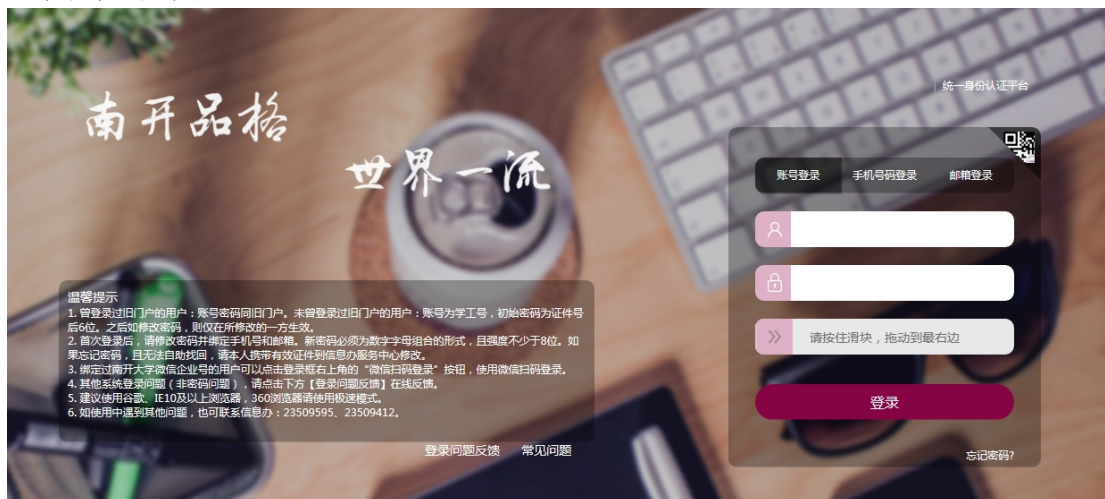 南开品格
世界一流
统一身份认证平台
账号登录 手机号码登录 邮箱登录
请按住滑块，拖动到最右边
登录
忘记密码?
温馨提示
1. 曾登录过旧门户的用户：账号密码同旧门户。未曾登录过旧门户的用户：账号为学工号，初始密码为证件号
后6位。之后如修改密码，则仅在所修改的一方生效。
2. 首次登录后，请修改密码并绑定手机号和邮箱。新密码必须为数字字母组合的形式，且强度不少于8位。如
果忘记密码，且无法自助找回，请本人携带有效证件到信息办服务中心修改。
3. 绑定过南开大学微信企业号的用户可以点击登录框右上角的“微信扫码登录”按钮，使用微信扫码登录。
4. 其他系统登录问题（非密码问题），请点击下方【登录问题反馈】在线反馈。
5. 建议使用谷歌、IE10及以上浏览器，360浏览器请使用极速模式。
6. 如使用中遇到其他问题，也可联系信息办：23509595、23509412。
登录问题反馈 常见问题